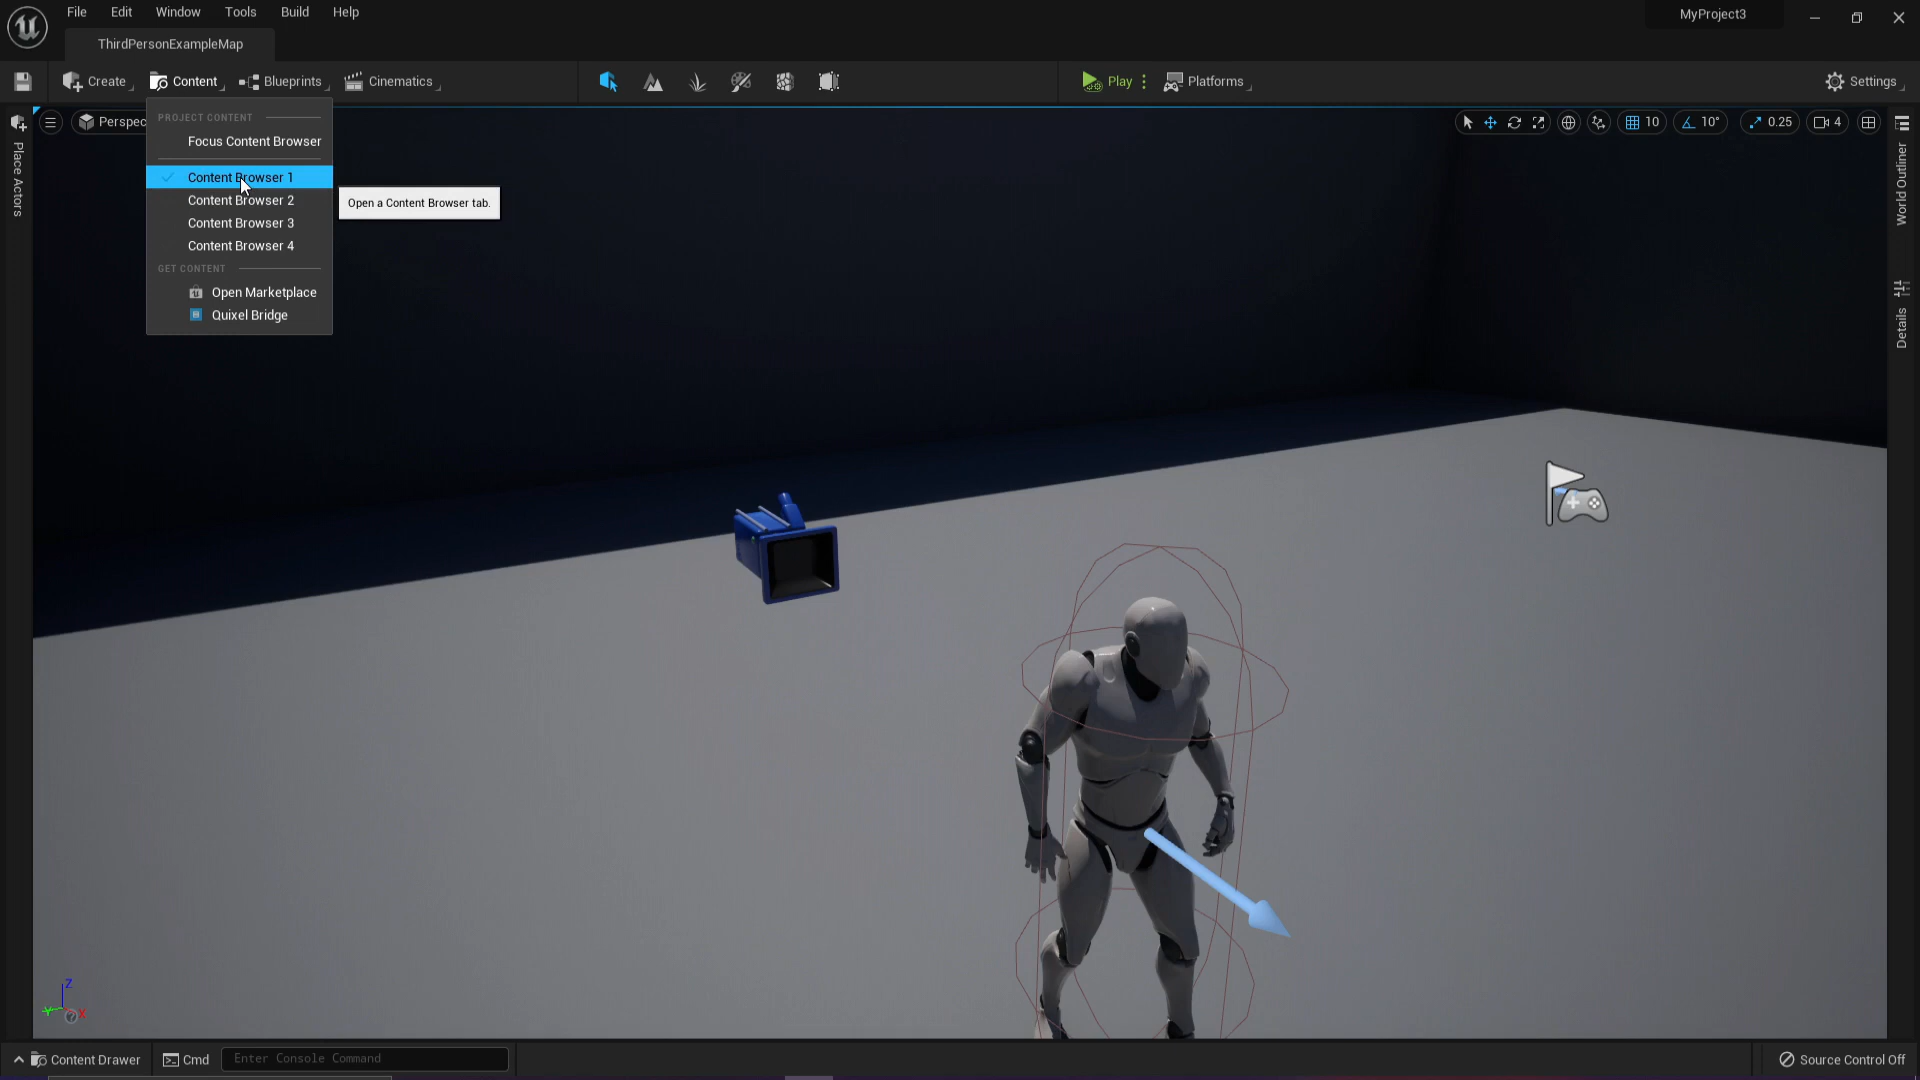 File Edit Window Tools Build Help
MyProject3
ThirdPersonExampleMap
Create Content Blueprints Cinematics Play Platforms Settings
Perspec 10 10° 0.25 4
PROJECT CONTENT
Focus Content Browser
Content Browser 1
Content Browser 2
Content Browser 3
Content Browser 4
Open a Content Browser tab.
GET CONTENT
Open Marketplace
Quixel Bridge
Place Actors
World Outliner
Details
Z
Y X
Content Drawer Cmd Enter Console Command Source Control Off